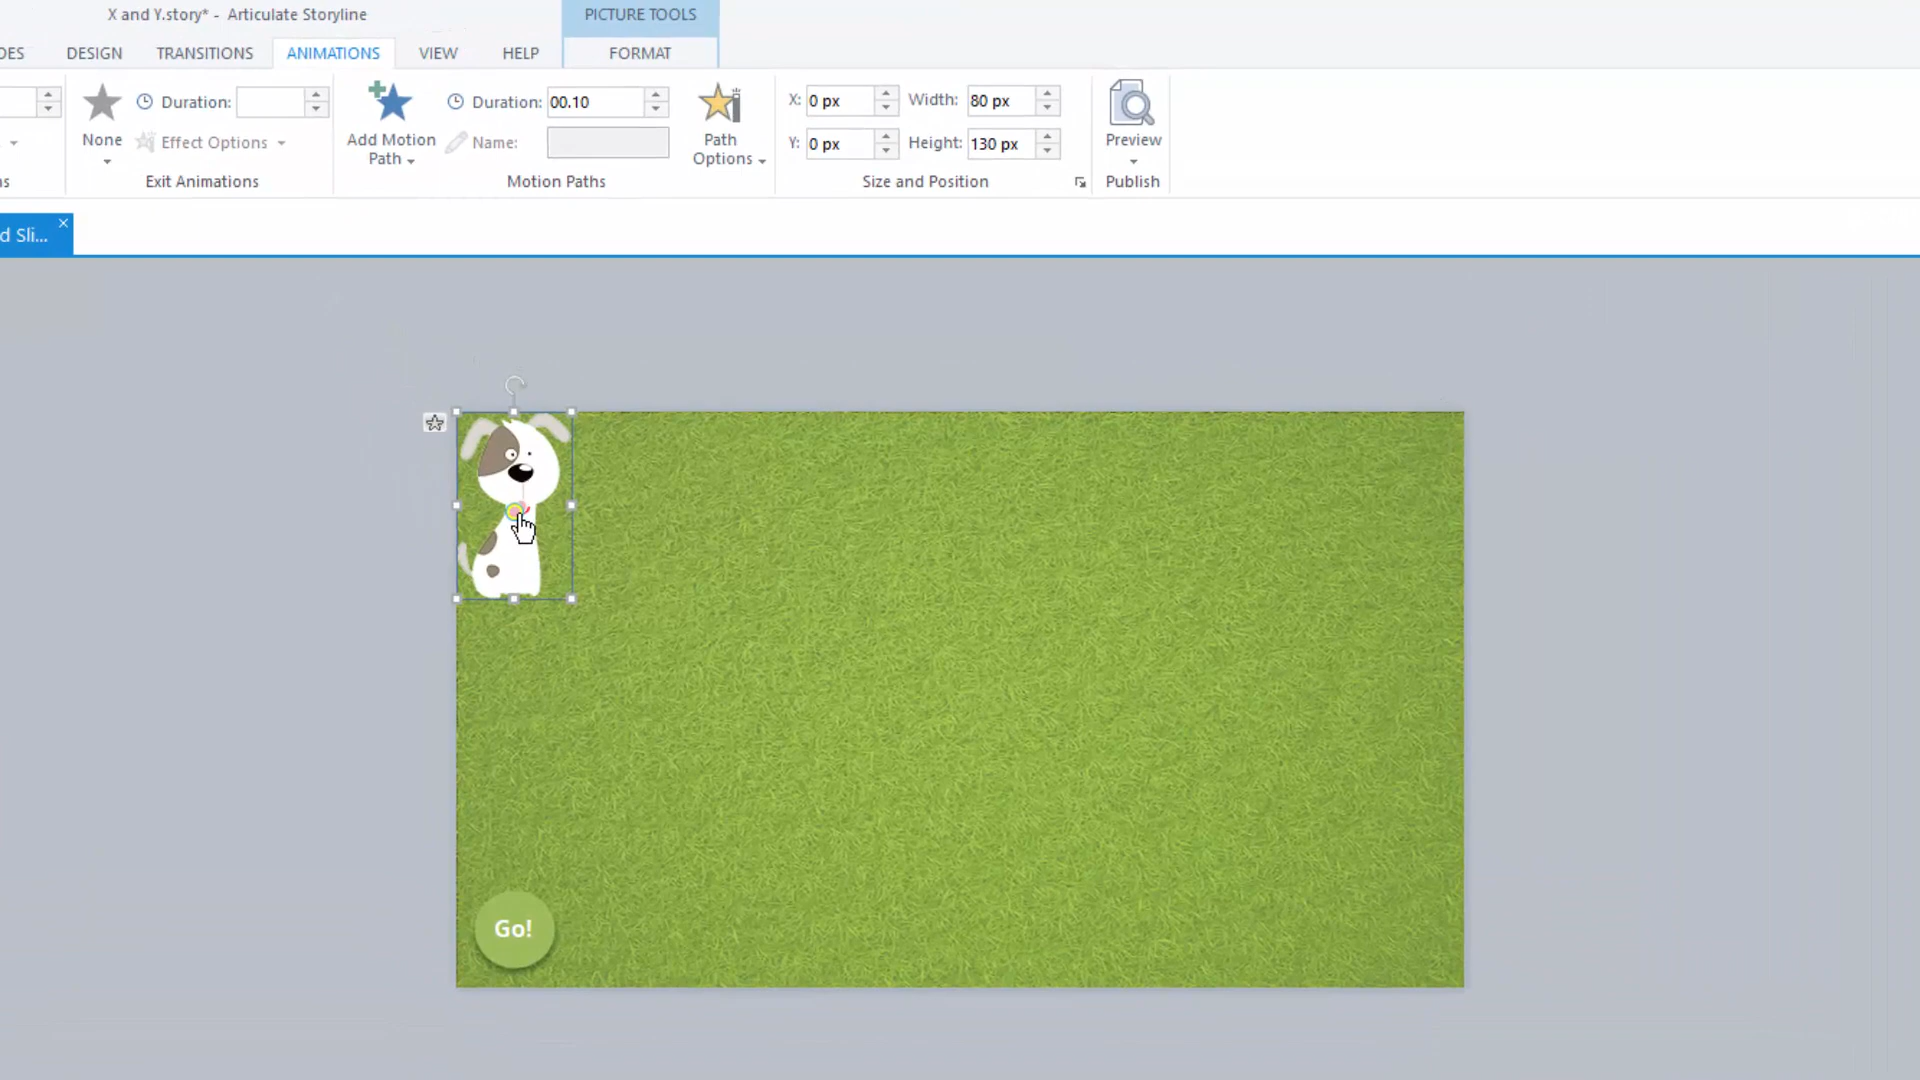 X and Y.story* - Articulate Storyline
PICTURE TOOLS
DES
DESIGN
TRANSITIONS
ANIMATIONS
VIEW
HELP
FORMAT
Duration:
None
Effect Options
Exit Animations
Add Motion
Path
Duration: 00.10
Name:
Path
Options
Motion Paths
X: 0 px
Width: 80 px
Y: 0 px
Height: 130 px
Size and Position
Preview
Publish
d Sli...
Go!